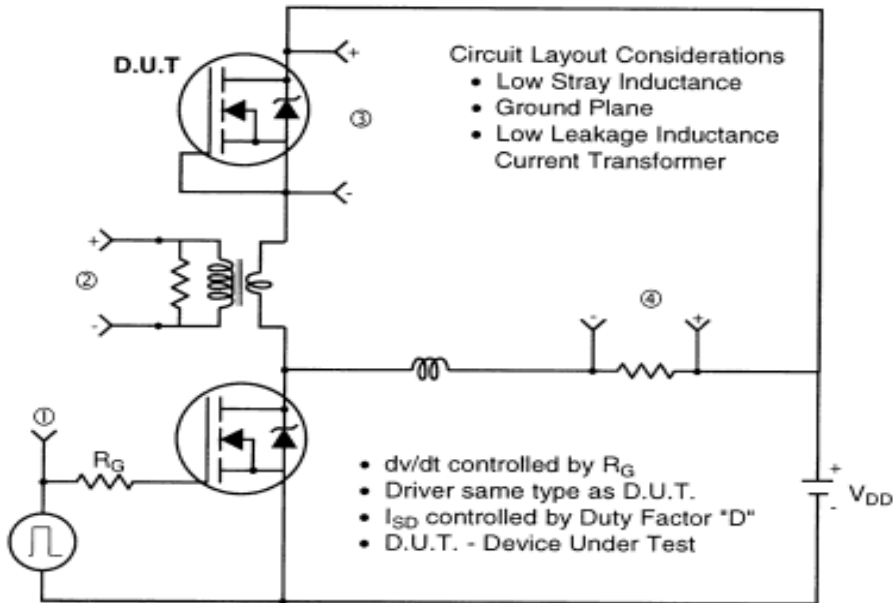 D.U.T
+
Circuit Layout Considerations
• Low Stray Inductance
③
• Ground Plane
• Low Leakage Inductance
Current Transformer
-
+
②
-
④
-
+
①
R_G
• dv/dt controlled by R_G
• Driver same type as D.U.T.
• I_SD controlled by Duty Factor "D"
• D.U.T. - Device Under Test
+
V_DD
-